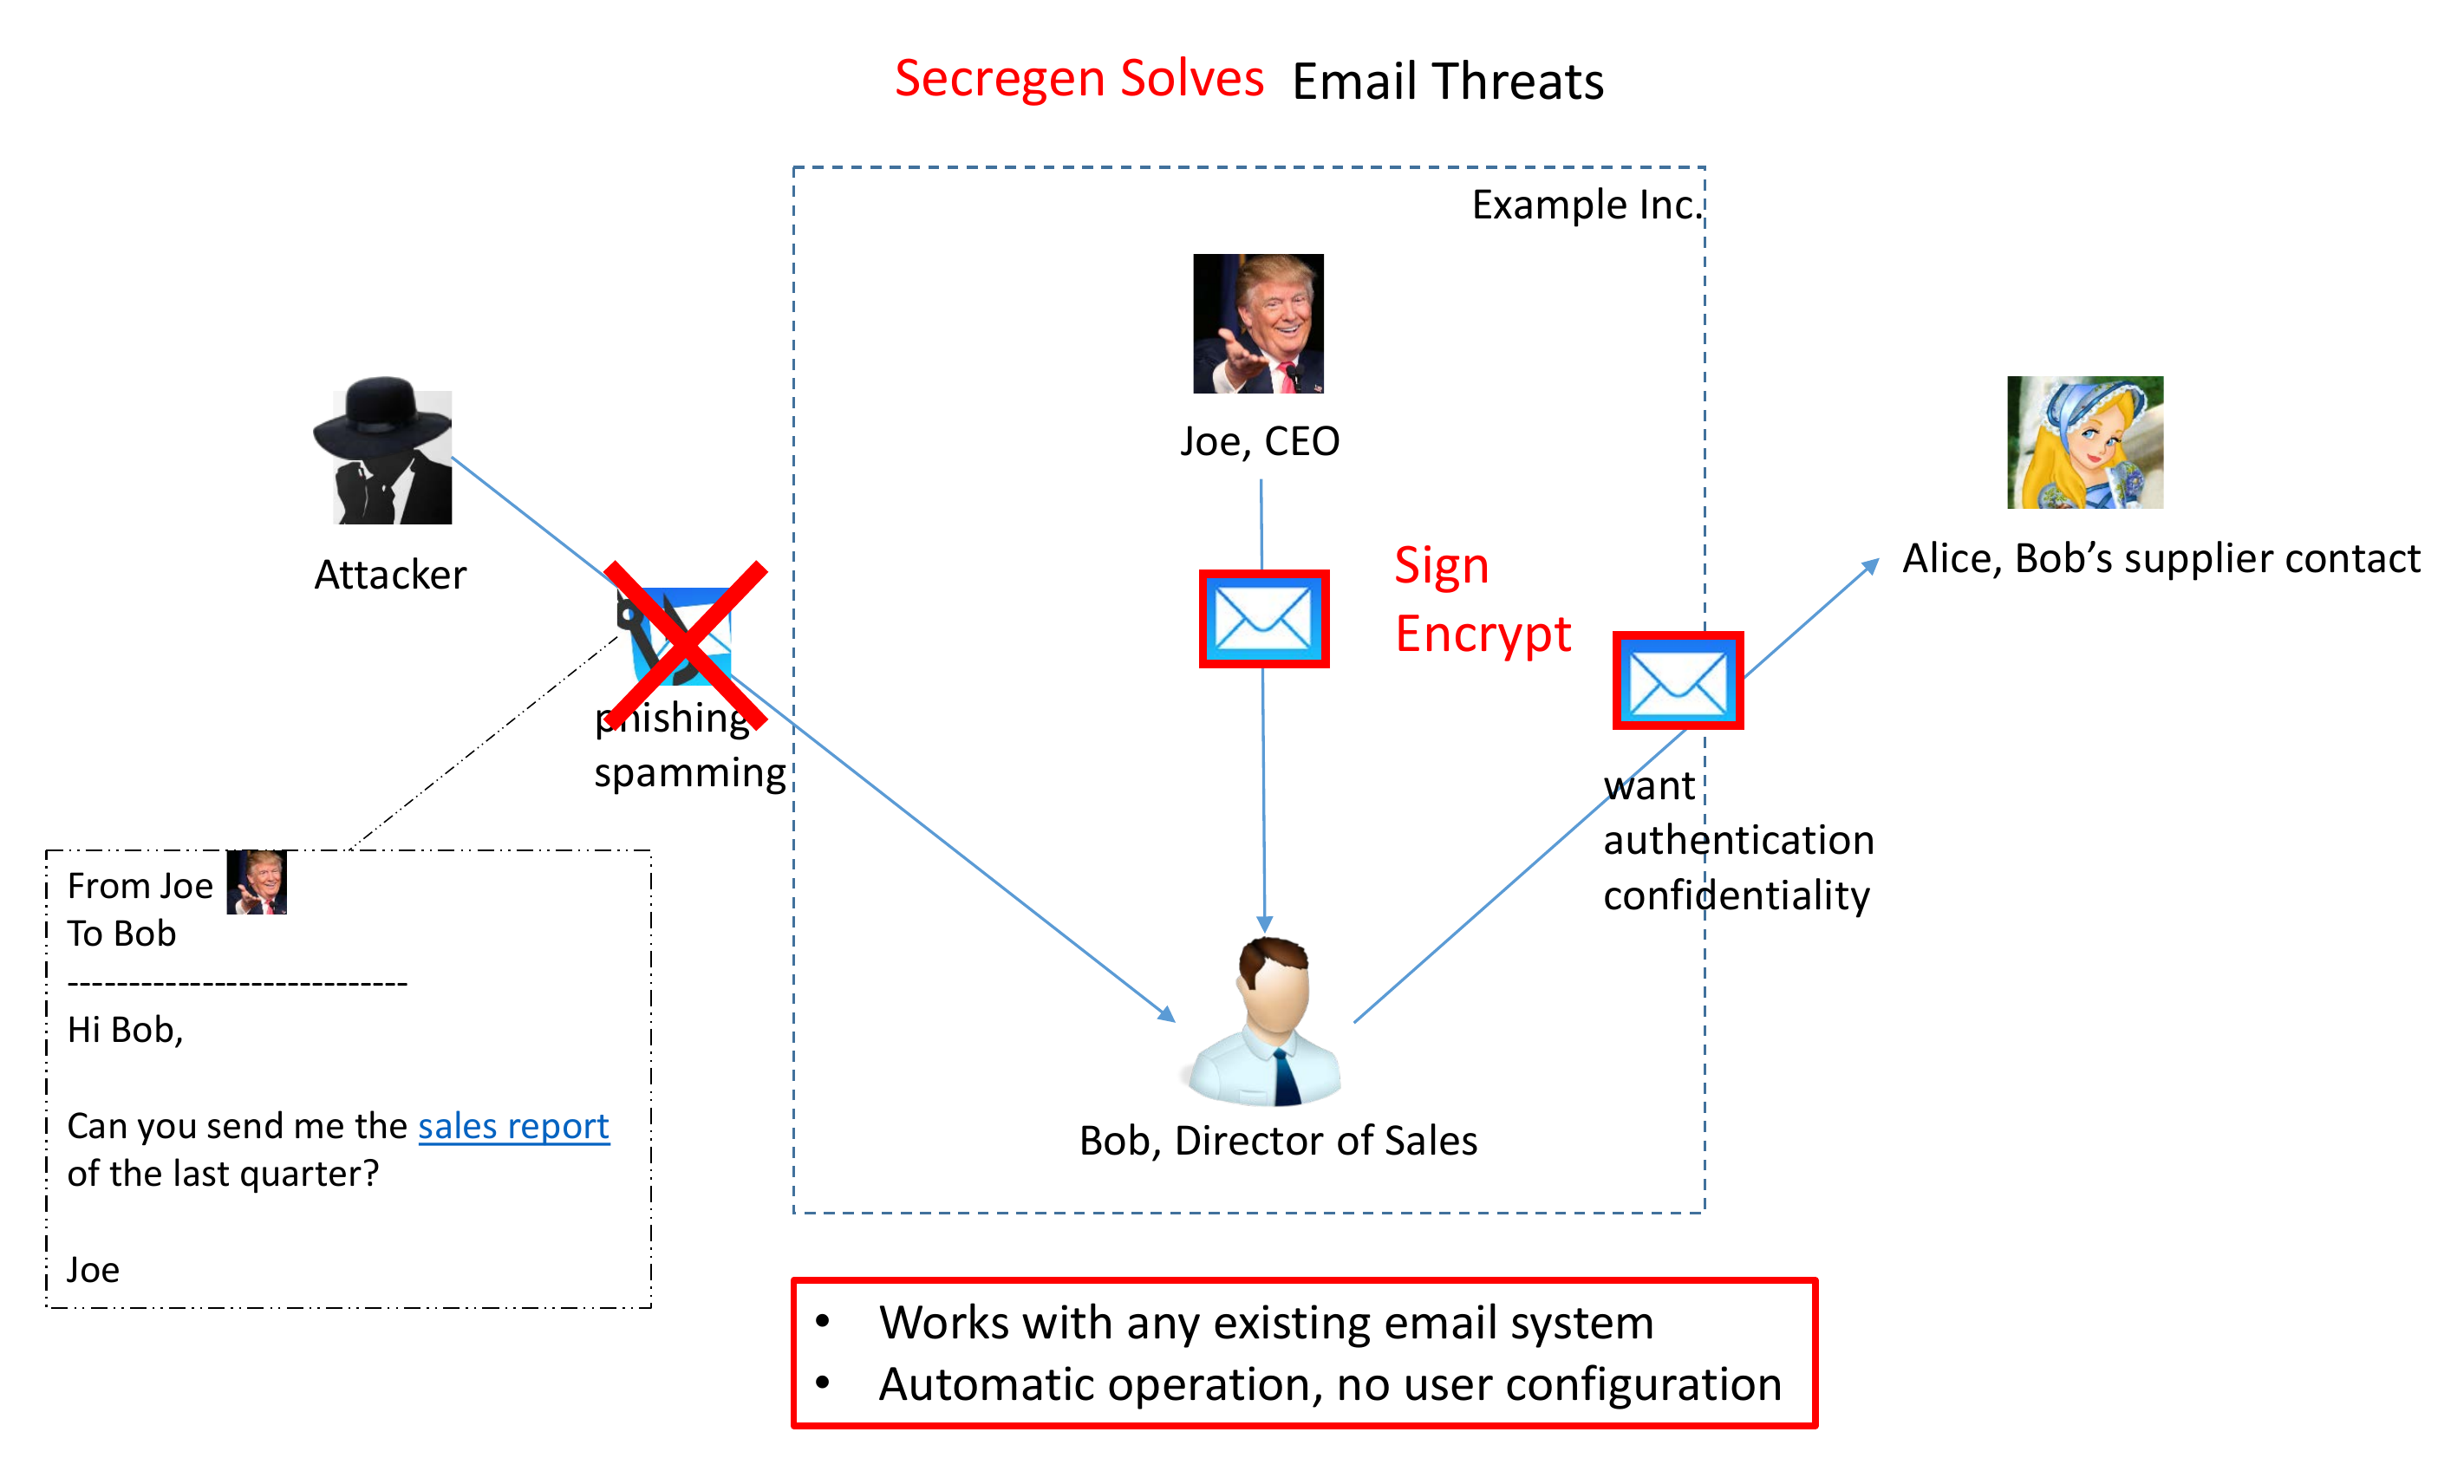 Secregen Solves Email Threats
Example Inc.
Joe, CEO
Attacker
Sign
Encrypt
Alice, Bob’s supplier contact
phishing
spamming
want
authentication
confidentiality
From Joe
To Bob
----------------------------
Hi Bob,
Can you send me the sales report
of the last quarter?
Joe
Bob, Director of Sales
• Works with any existing email system
• Automatic operation, no user configuration